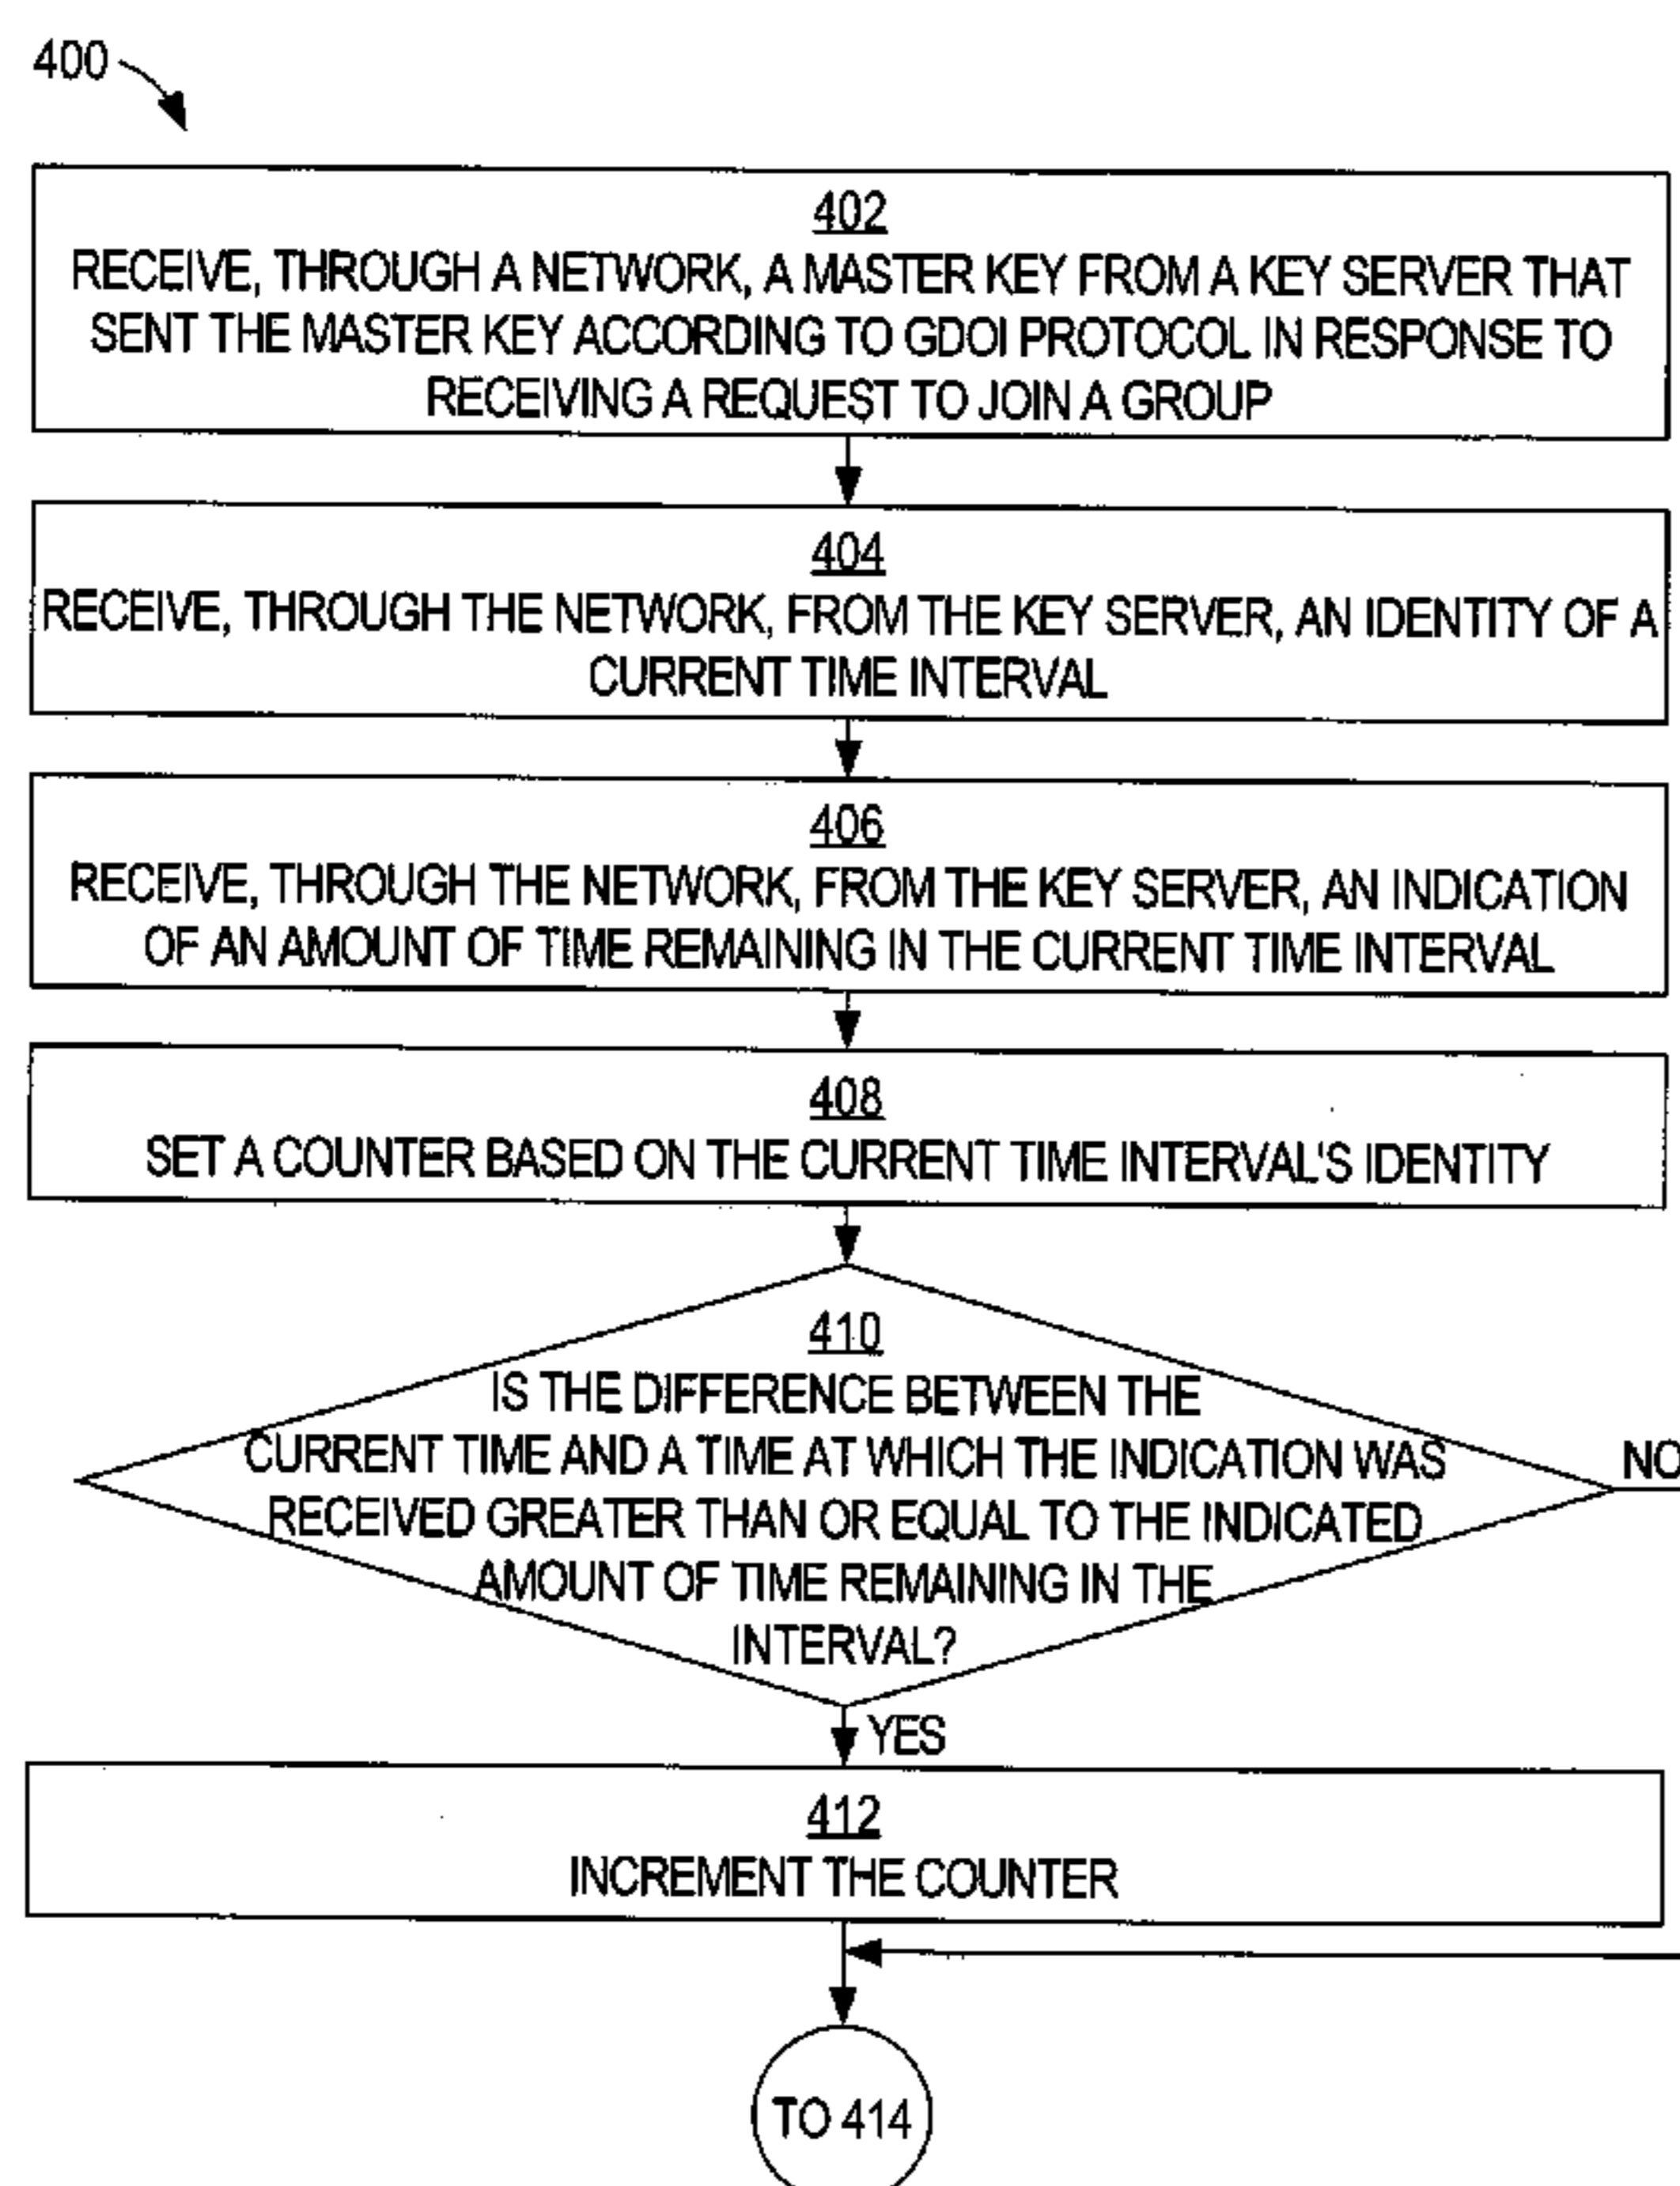 400
402
RECEIVE, THROUGH A NETWORK, A MASTER KEY FROM A KEY SERVER THAT
SENT THE MASTER KEY ACCORDING TO GDOI PROTOCOL IN RESPONSE TO
RECEIVING A REQUEST TO JOIN A GROUP
404
RECEIVE, THROUGH THE NETWORK, FROM THE KEY SERVER, AN IDENTITY OF A
CURRENT TIME INTERVAL
406
RECEIVE, THROUGH THE NETWORK, FROM THE KEY SERVER, AN INDICATION
OF AN AMOUNT OF TIME REMAINING IN THE CURRENT TIME INTERVAL
408
SET A COUNTER BASED ON THE CURRENT TIME INTERVAL'S IDENTITY
410
IS THE DIFFERENCE BETWEEN THE
CURRENT TIME AND A TIME AT WHICH THE INDICATION WAS
RECEIVED GREATER THAN OR EQUAL TO THE INDICATED
AMOUNT OF TIME REMAINING IN THE
INTERVAL?
NO
YES
412
INCREMENT THE COUNTER
TO 414